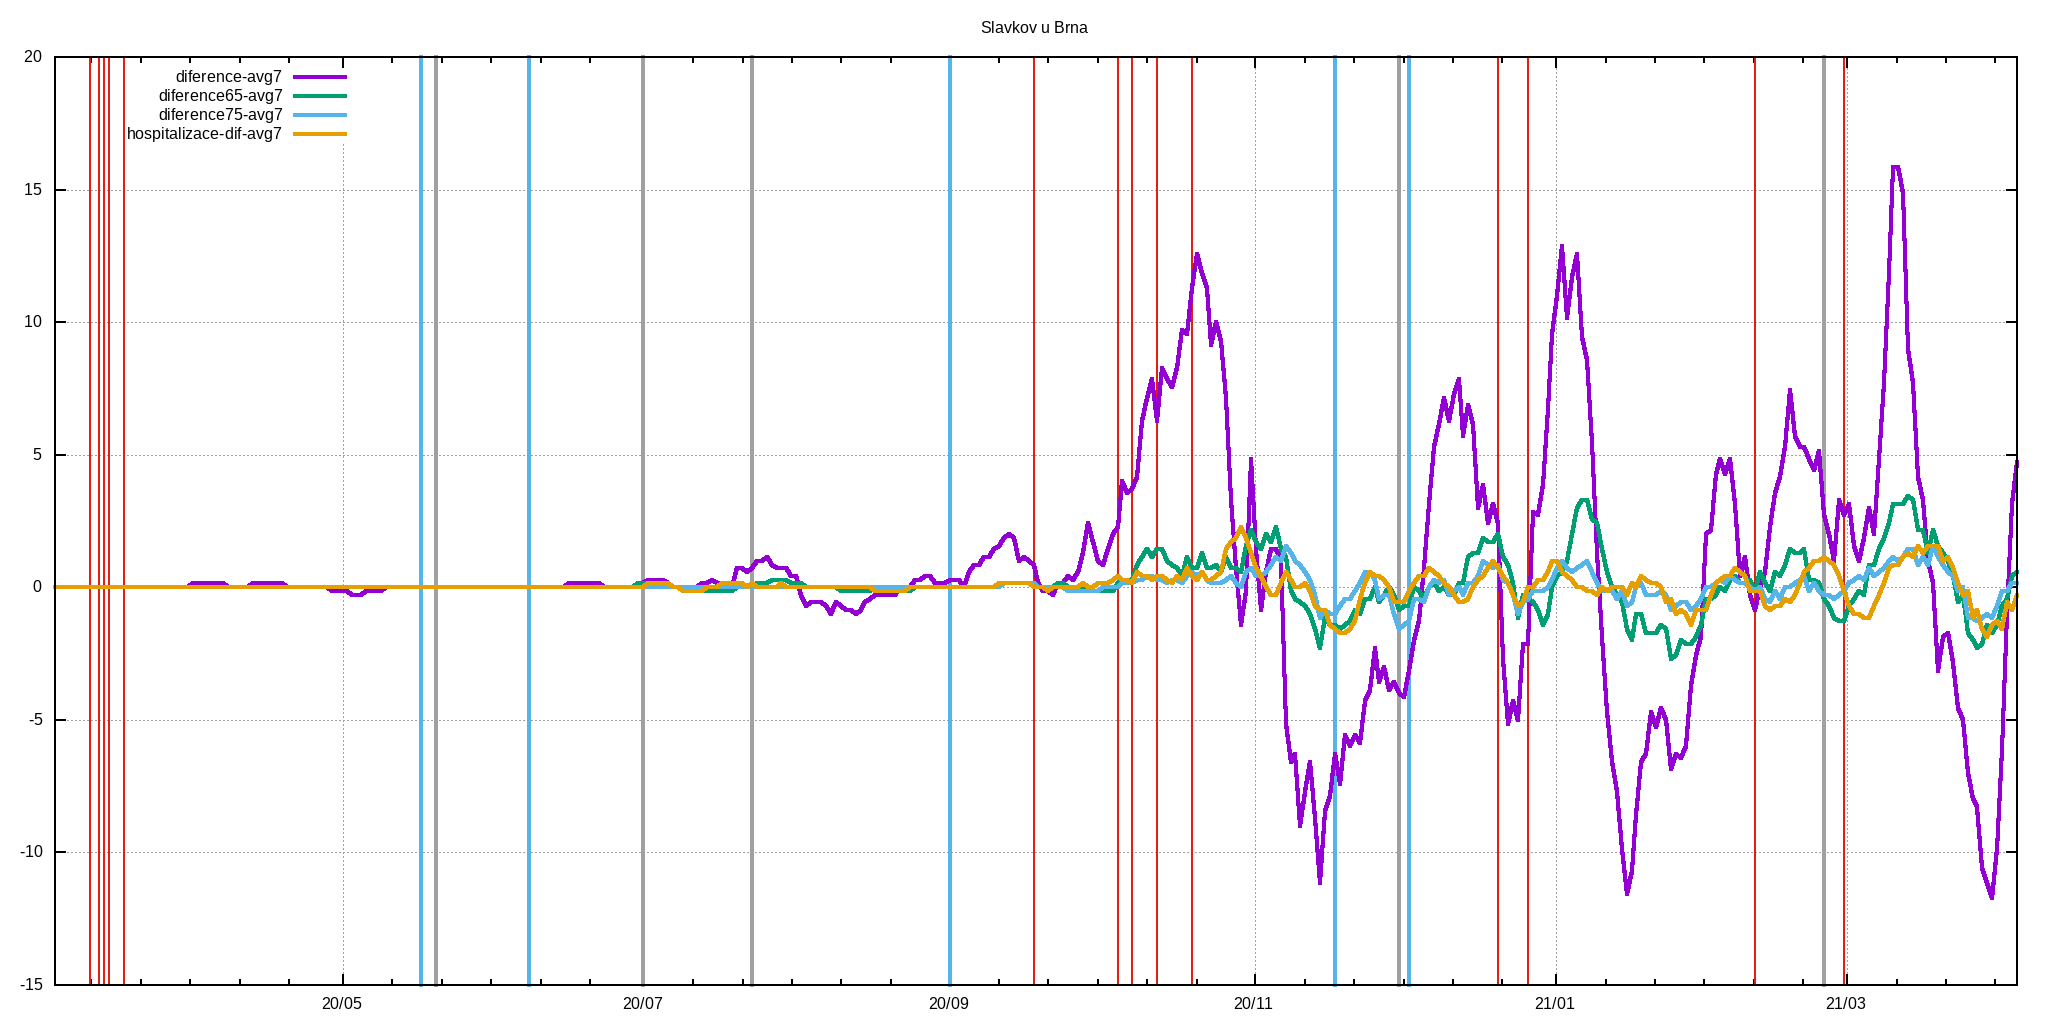 Slavkov u Brna
20
diference-avg7
diference65-avg7
diference75-avg7
hospitalizace-dif-avg7
15
10
5
0
-5
-10
-15
20/05 20/07 20/09 20/11 21/01 21/03